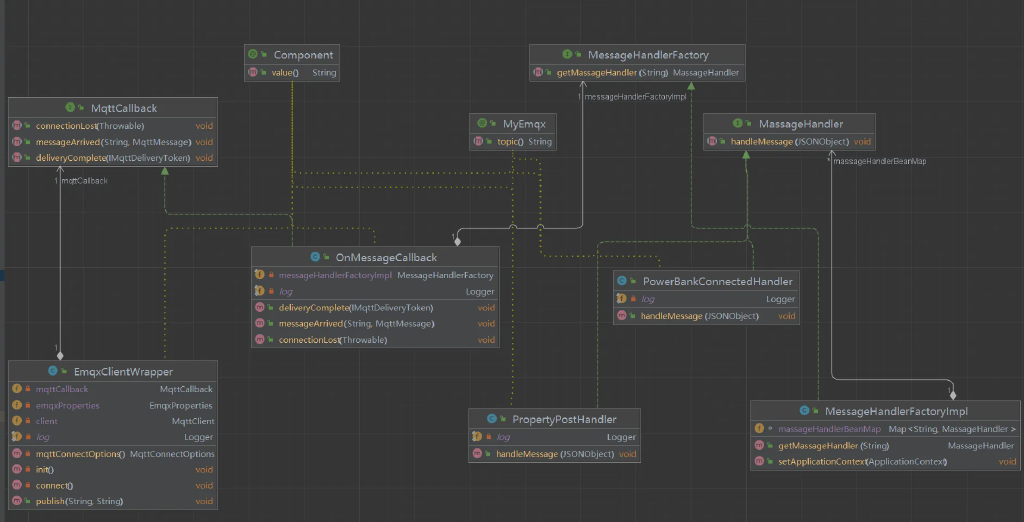 Component
value() String
MessageHandlerFactory
getMassageHandler(String) MassageHandler
1 messageHandlerFactoryImpl
MqttCallback
connectionLost(Throwable) void
messageArrived(String, MqttMessage) void
deliveryComplete(IMqttDeliveryToken) void
1 mqttCallback
MyEmqx
topic() String
MassageHandler
handleMessage(JSONObject) void
* massageHandlerBeanMap
1
OnMessageCallback
messageHandlerFactoryImpl MessageHandlerFactory
log Logger
deliveryComplete(IMqttDeliveryToken) void
messageArrived(String, MqttMessage) void
connectionLost(Throwable) void
PowerBankConnectedHandler
log Logger
handleMessage(JSONObject) void
1
EmqxClientWrapper
mqttCallback MqttCallback
emqxProperties EmqxProperties
client MqttClient
log Logger
mqttConnectOptions() MqttConnectOptions
init() void
connect() void
publish(String, String) void
PropertyPostHandler
log Logger
handleMessage(JSONObject) void
1
MessageHandlerFactoryImpl
massageHandlerBeanMap Map<String, MassageHandler>
getMassageHandler(String) MassageHandler
setApplicationContext(ApplicationContext) void